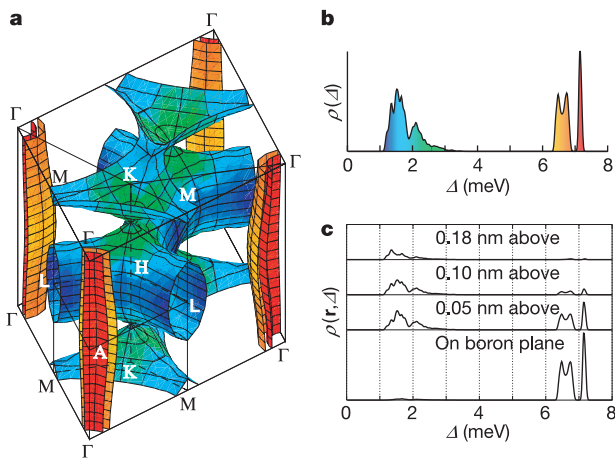 a
Γ
Γ
Γ
M
K
M
Γ
Γ
H
L
L
A
K
Γ
Γ
M
M
Γ
b
ρ(Δ)
0 2 4 6 8
Δ (meV)
c
0.18 nm above
0.10 nm above
0.05 nm above
On boron plane
ρ(r,Δ)
0 2 4 6 8
Δ (meV)